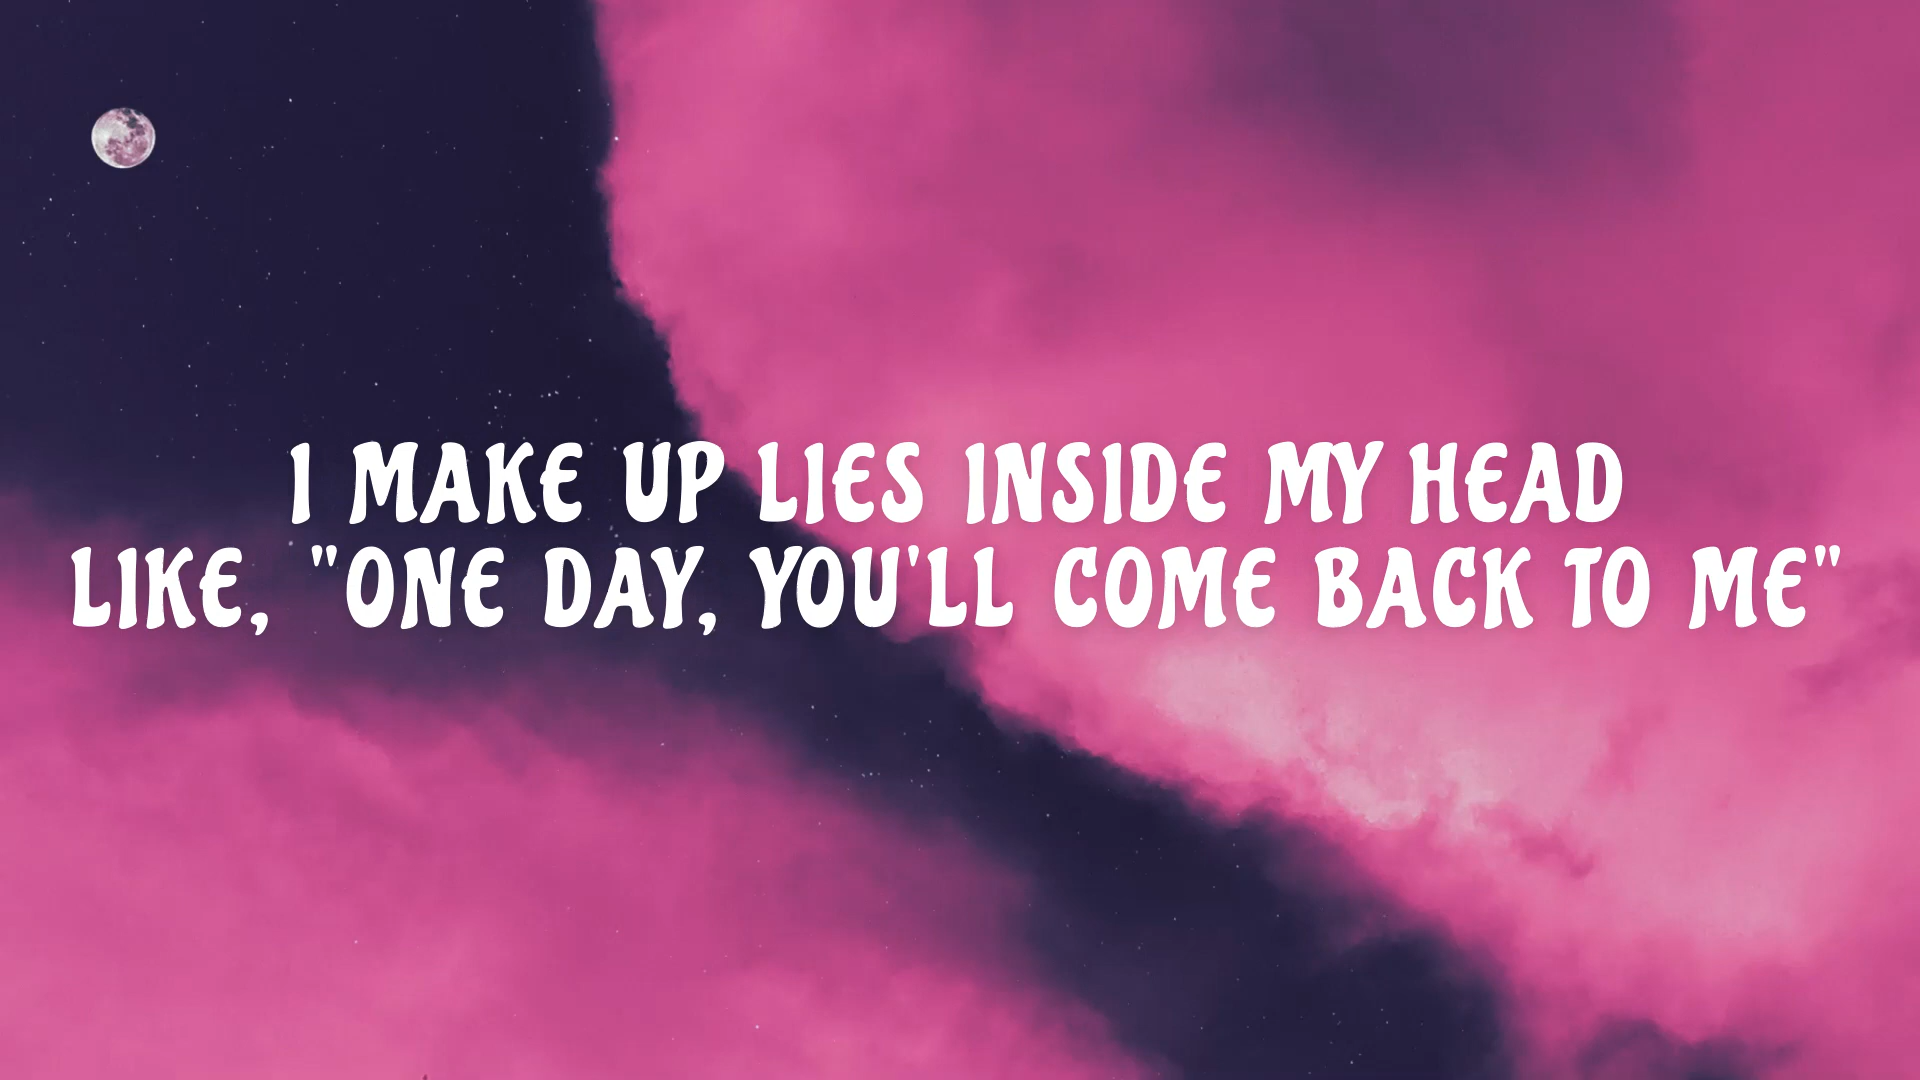 I MAKE UP LIES INSIDE MY HEAD
LIKE, "ONE DAY, YOU'LL COME BACK TO ME"